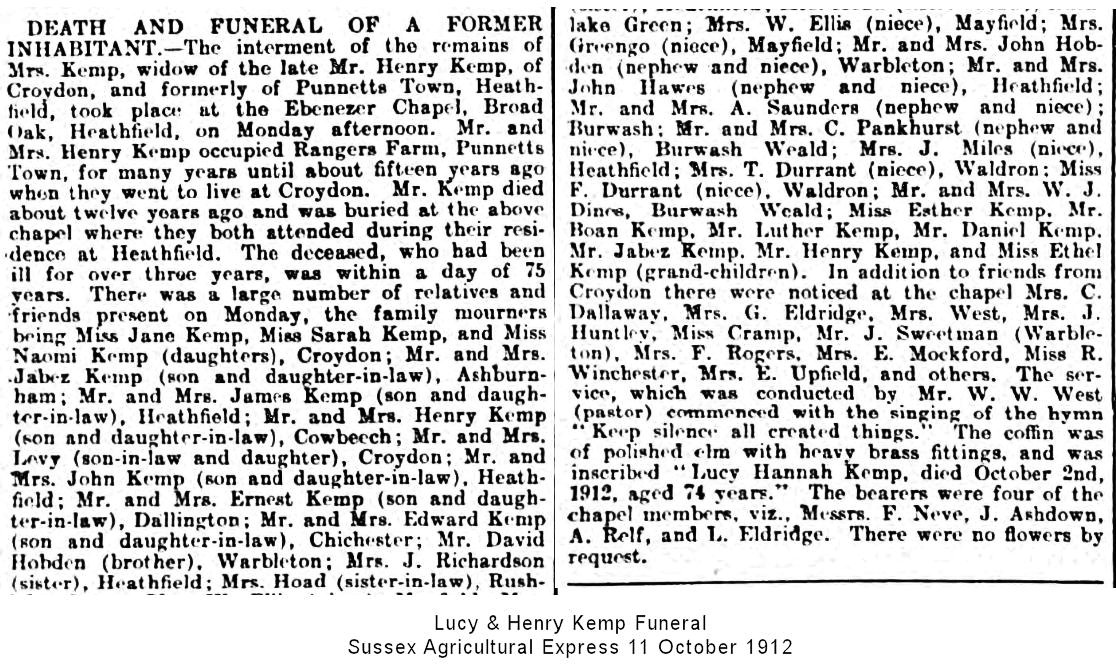 DEATH AND FUNERAL OF A FORMER
INHABITANT.—The interment of the remains of
Mrs. Kemp, widow of the late Mr. Henry Kemp, of
Croydon, and formerly of Punnetts Town, Heath-
field, took place at the Ebenezer Chapel, Broad
Oak, Heathfield, on Monday afternoon. Mr. and
Mrs. Henry Kemp occupied Rangers Farm, Punnetts
Town, for many years until about fifteen years ago
when they went to live at Croydon. Mr. Kemp died
about twelve years ago and was buried at the above
chapel where they both attended during their resi-
dence at Heathfield. The deceased, who had been
ill for over three years, was within a day of 75
years. There was a large number of relatives and
friends present on Monday, the family mourners
being Miss Jane Kemp, Miss Sarah Kemp, and Miss
Naomi Kemp (daughters), Croydon; Mr. and Mrs.
Jabez Kemp (son and daughter-in-law), Ashburn-
ham; Mr. and Mrs. James Kemp (son and daugh-
ter-in-law), Heathfield; Mr. and Mrs. Henry Kemp
(son and daughter-in-law), Cowbeech; Mr. and Mrs.
Levy (son-in-law and daughter), Croydon; Mr. and
Mrs. John Kemp (son and daughter-in-law), Heath-
field; Mr. and Mrs. Ernest Kemp (son and daugh-
ter-in-law), Dallington; Mr. and Mrs. Edward Kemp
(son and daughter-in-law), Chichester; Mr. David
Hobden (brother), Warbleton; Mrs. J. Richardson
(sister), Heathfield; Mrs. Hoad (sister-in-law), Rush-
lake Green; Mrs. W. Ellis (niece), Mayfield; Mrs.
Greengo (niece), Mayfield; Mr. and Mrs. John Hob-
den (nephew and niece), Warbleton; Mr. and Mrs.
John Hawes (nephew and niece), Heathfield;
Mr. and Mrs. A. Saunders (nephew and niece);
Burwash; Mr. and Mrs. C. Pankhurst (nephew and
niece), Burwash Weald; Mrs. J. Miles (niece),
Heathfield; Mrs. T. Durrant (niece), Waldron; Miss
F. Durrant (niece), Waldron; Mr. and Mrs. W. J.
Dines, Burwash Weald; Miss Esther Kemp, Mr.
Boan Kemp, Mr. Luther Kemp, Mr. Daniel Kemp,
Mr. Jabez Kemp, Mr. Henry Kemp, and Miss Ethel
Kemp (grand-children). In addition to friends from
Croydon there were noticed at the chapel Mrs. C.
Dallaway, Mrs. G. Eldridge, Mrs. West, Mrs. J.
Huntley, Miss Cramp, Mr. J. Sweetman (Warble-
ton), Mrs. F. Rogers, Mrs. E. Mockford, Miss R.
Winchester, Mrs. E. Upfield, and others. The ser-
vice, which was conducted by Mr. W. W. West
(pastor) commenced with the singing of the hymn
"Keep silence all created things." The coffin was
of polished elm with heavy brass fittings, and was
inscribed "Lucy Hannah Kemp, died October 2nd,
1912, aged 74 years." The bearers were four of the
chapel members, viz., Messrs. F. Neve, J. Ashdown,
A. Relf, and L. Eldridge. There were no flowers by
request.
Lucy & Henry Kemp Funeral
Sussex Agricultural Express 11 October 1912